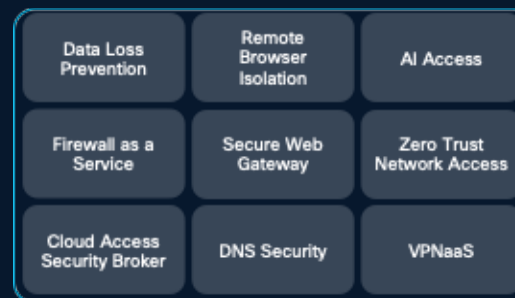 Data Loss
Prevention
Remote
Browser
Isolation
AI Access
Firewall as a
Service
Secure Web
Gateway
Zero Trust
Network Access
Cloud Access
Security Broker
DNS Security
VPNaaS